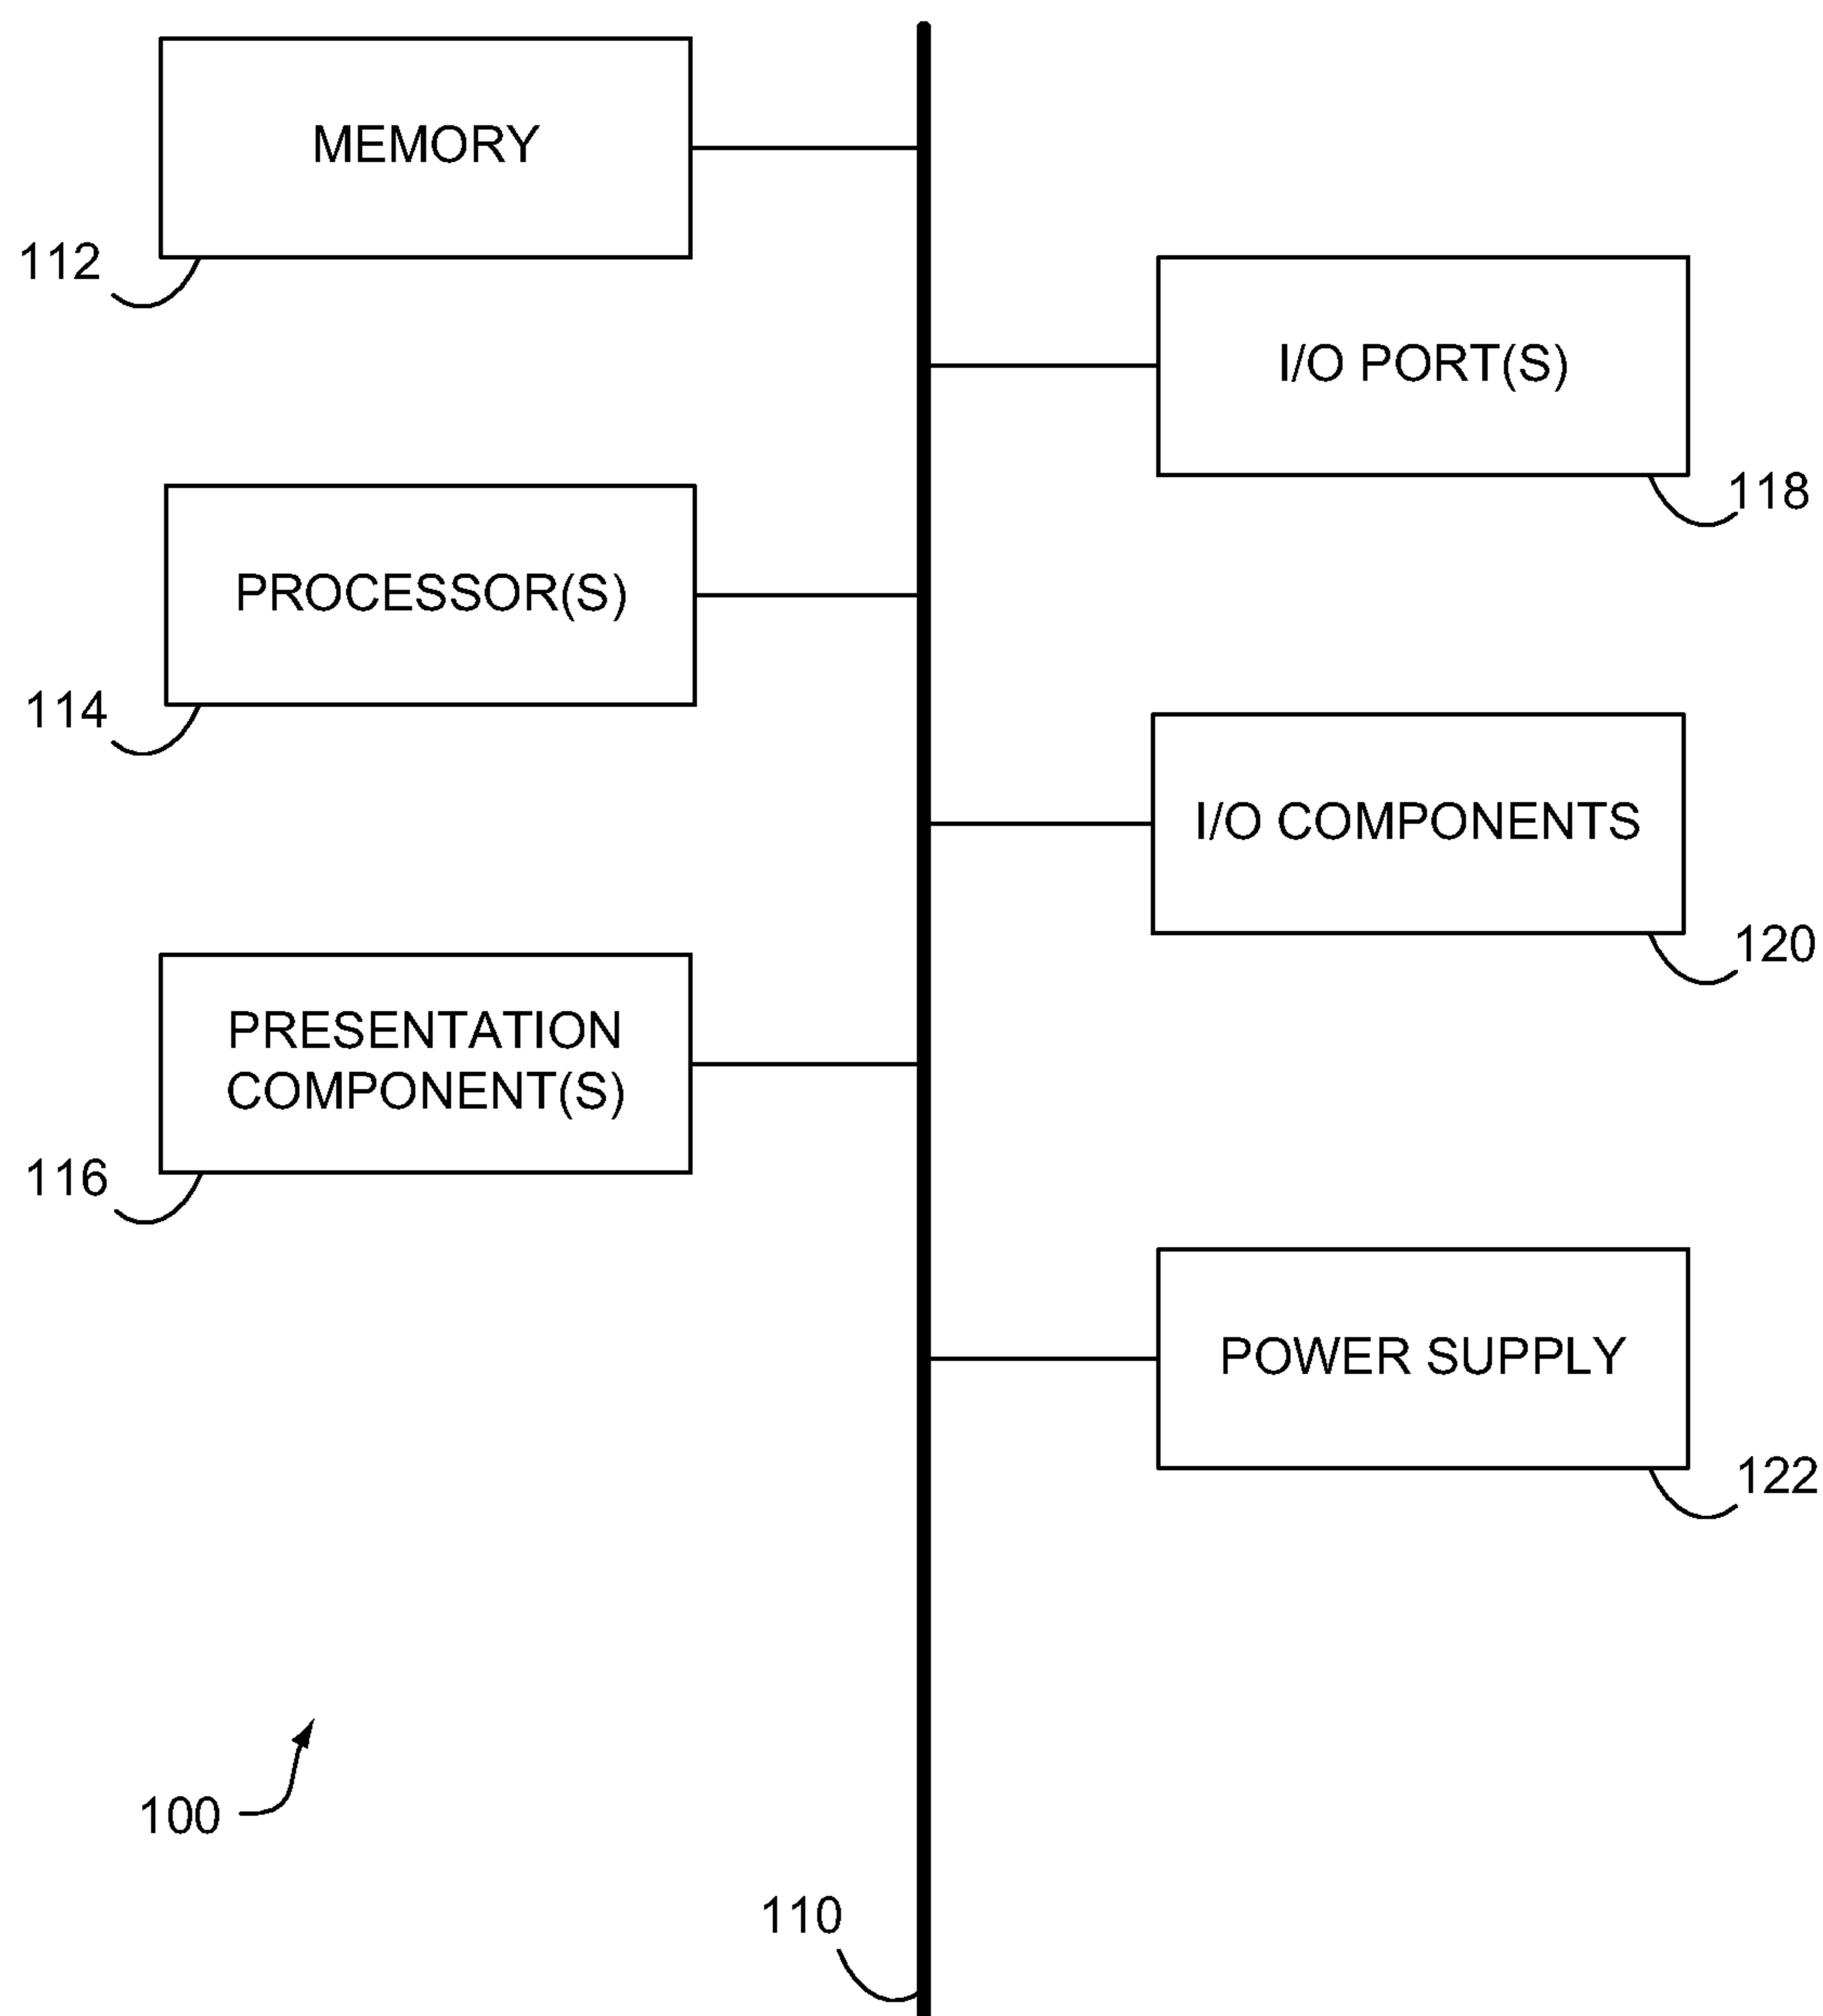 MEMORY
112
I/O PORT(S)
118
PROCESSOR(S)
114
I/O COMPONENTS
120
PRESENTATION
COMPONENT(S)
116
POWER SUPPLY
122
100
110